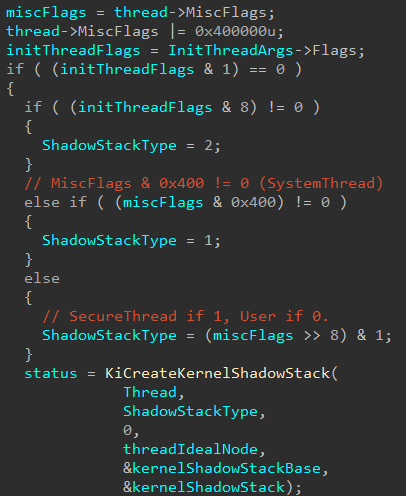 miscFlags = thread->MiscFlags;
thread->MiscFlags |= 0x400000u;
initThreadFlags = InitThreadArgs->Flags;
if ( (initThreadFlags & 1) == 0 )
{
  if ( (initThreadFlags & 8) != 0 )
  {
    ShadowStackType = 2;
  }
  // MiscFlags & 0x400 != 0 (SystemThread)
  else if ( (miscFlags & 0x400) != 0 )
  {
    ShadowStackType = 1;
  }
  else
  {
    // SecureThread if 1, User if 0.
    ShadowStackType = (miscFlags >> 8) & 1;
  }
  status = KiCreateKernelShadowStack(
             Thread,
             ShadowStackType,
             0,
             threadIdealNode,
             &kernelShadowStackBase,
             &kernelShadowStack);